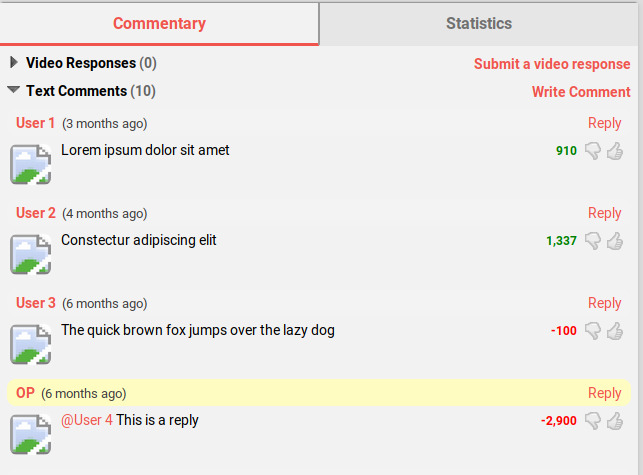 Commentary Statistics
Video Responses (0) Submit a video response
Text Comments (10) Write Comment
User 1 (3 months ago) Reply
Lorem ipsum dolor sit amet 910
User 2 (4 months ago) Reply
Constectur adipiscing elit 1,337
User 3 (6 months ago) Reply
The quick brown fox jumps over the lazy dog -100
OP (6 months ago) Reply
@User 4 This is a reply -2,900